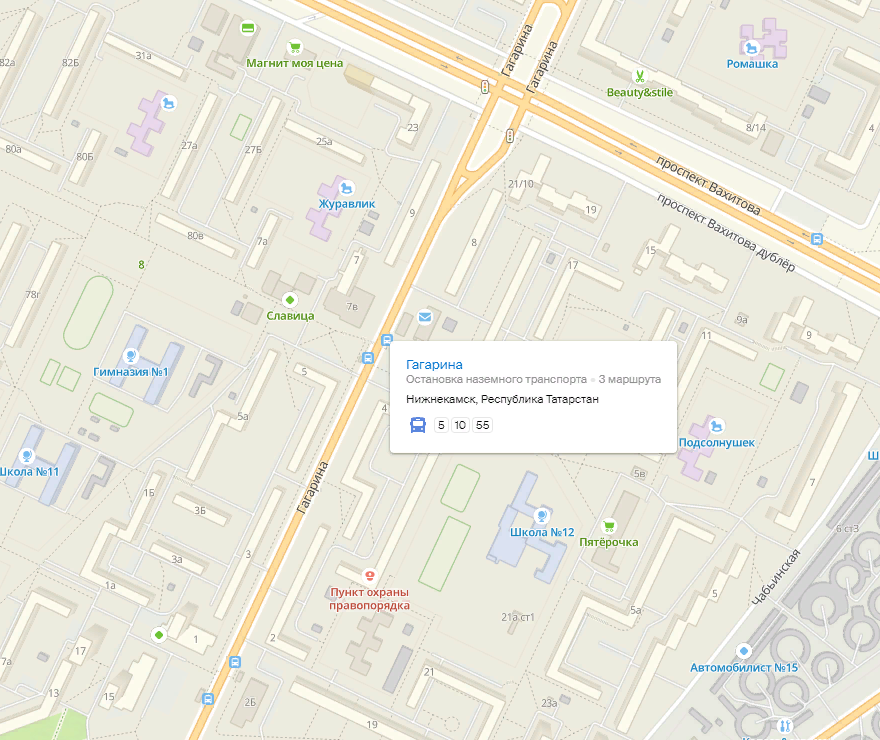 Гагарина
Гагарина
31а
82а
82Б
Магнит моя цена
Ромашка
Beauty&stile
8/14
4
23
80а
80Б
27а
27Б
25а
проспект Вахитова
21/10
19
Журавлик
проспект Вахитова дублёр
9
8
80в
7а
7
15
17
8
78г
7в
Славица
9а
11
9
Гимназия №1
5
Гагарина
Остановка наземного транспорта
3 маршрута
Нижнекамск, Республика Татарстан
5 10 55
4
5а
Подсолнушек
Школа №11
5в
1Б
3Б
Гагарина
Школа №12
Пятёрочка
7
6 ст3
3а
3
1а
Пункт охраны
правопорядка
Чабьинская
21а ст1
5а
1
2
17
7а
Автомобилист №15
13
15
2Б
21
19
23а